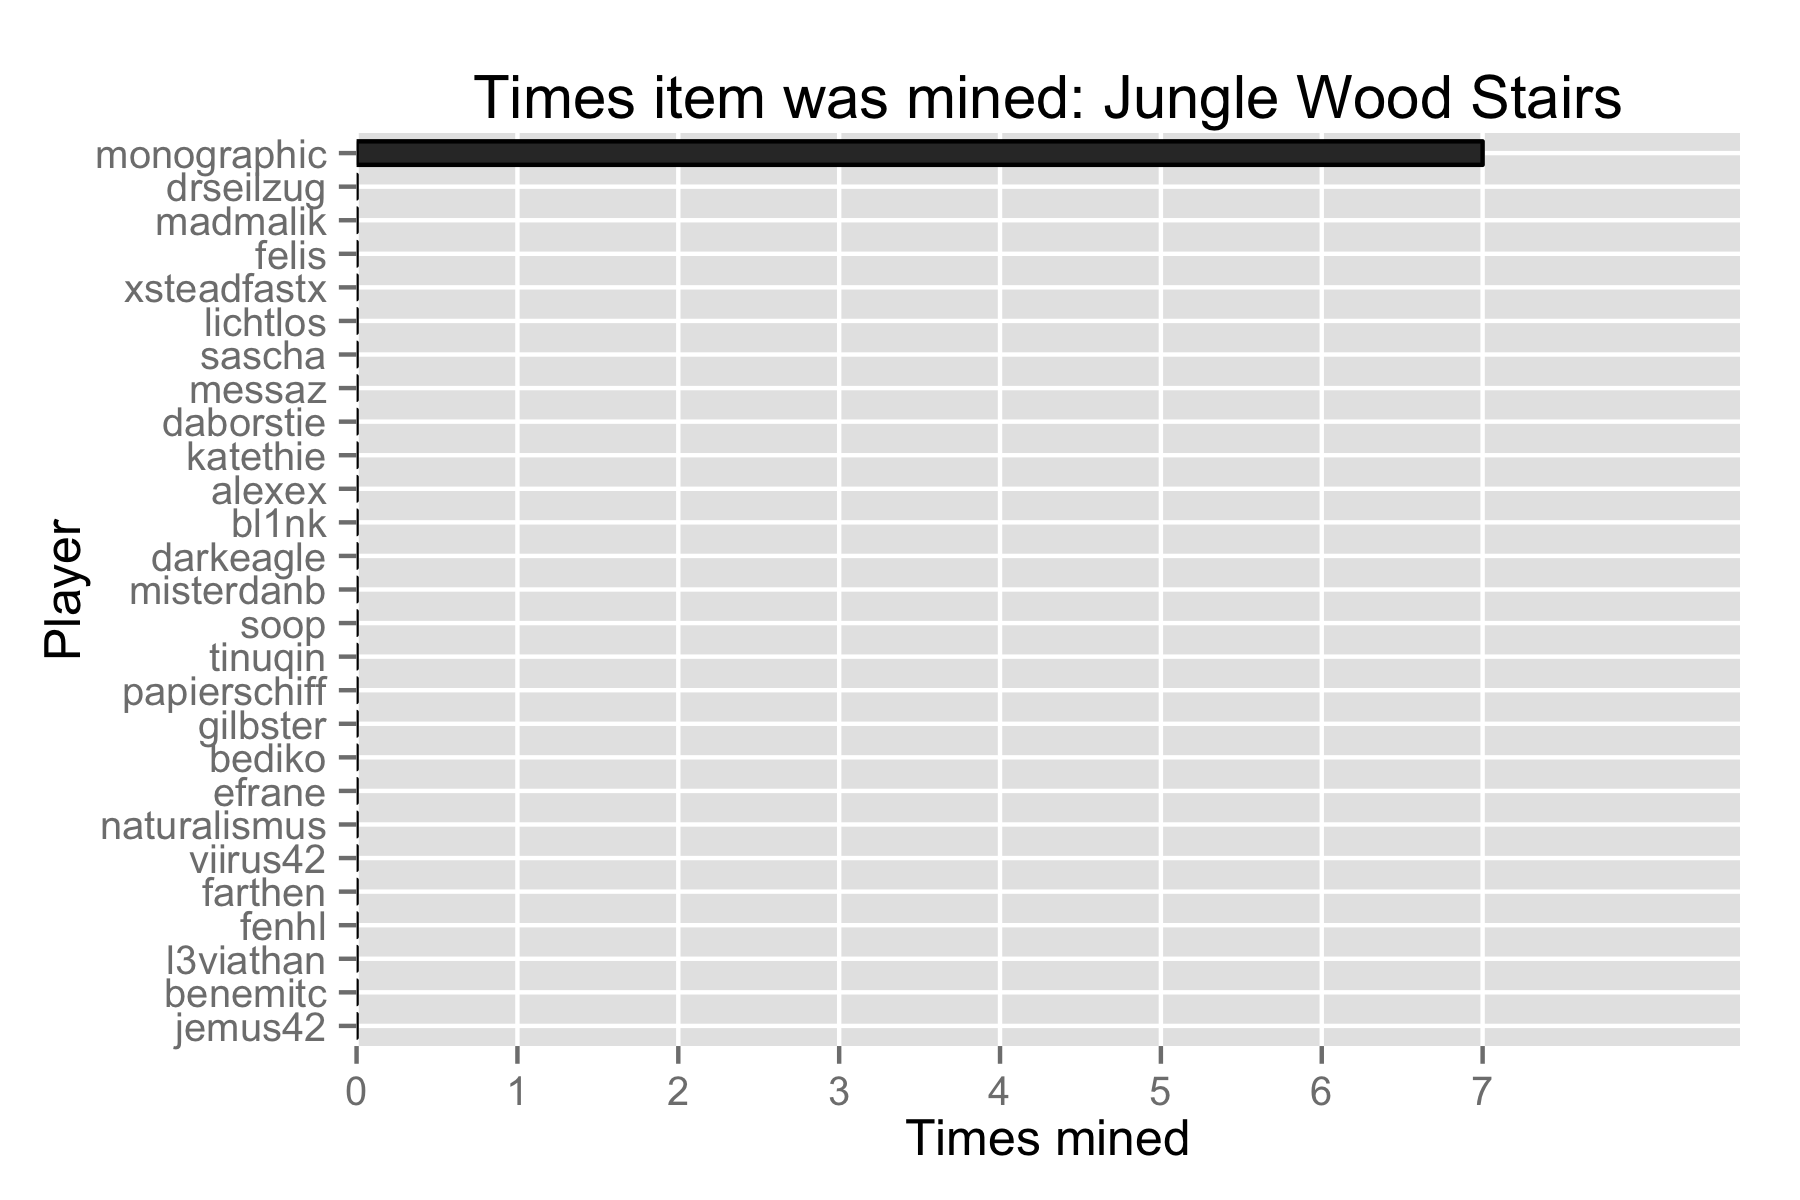 Times item was mined: Jungle Wood Stairs
monographic
drseilzug
madmalik
felis
xsteadfastx
lichtlos
sascha
messaz
daborstie
katethie
alexex
bl1nk
darkeagle
misterdanb
soop
tinuqin
papierschiff
gilbster
bediko
efrane
naturalismus
viirus42
farthen
fenhl
l3viathan
benemitc
jemus42
Player
0 1 2 3 4 5 6 7
Times mined